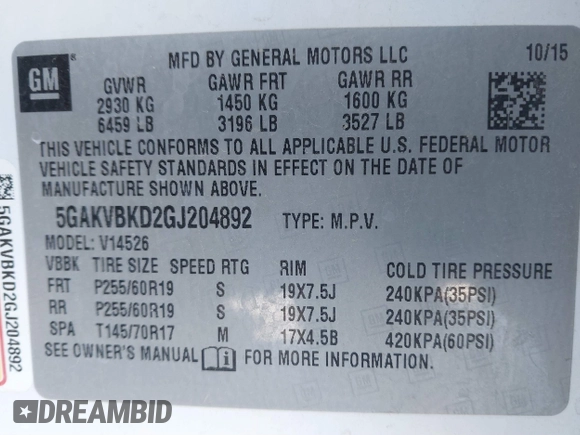 GM
MFD BY GENERAL MOTORS LLC 10/15
GVWR GAWR FRT GAWR RR
2930 KG 1450 KG 1600 KG
6459 LB 3196 LB 3527 LB
THIS VEHICLE CONFORMS TO ALL APPLICABLE U.S. FEDERAL MOTOR
VEHICLE SAFETY STANDARDS IN EFFECT ON THE DATE OF
MANUFACTURE SHOWN ABOVE.
5GAKVBKD2GJ204892 TYPE: M.P.V.
MODEL: V14526
VBBK TIRE SIZE SPEED RTG RIM COLD TIRE PRESSURE
FRT P255/60R19 S 19X7.5J 240KPA(35PSI)
RR P255/60R19 S 19X7.5J 240KPA(35PSI)
SPA T145/70R17 M 17X4.5B 420KPA(60PSI)
SEE OWNER'S MANUAL FOR MORE INFORMATION.
5GAKVBKD2GJ204892
DREAMBID